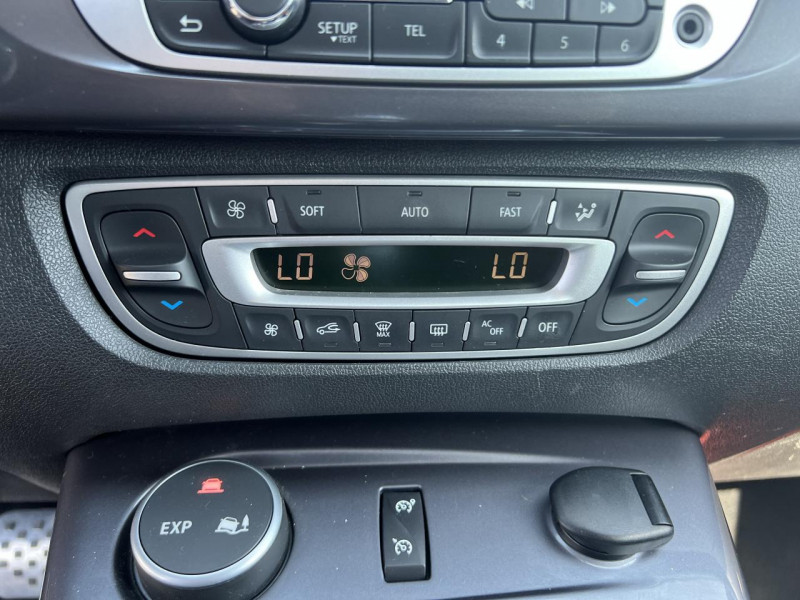 SETUP
▼TEXT
TEL
4
5
6
SOFT
AUTO
FAST
LO
LO
MAX
AC
OFF
OFF
EXP